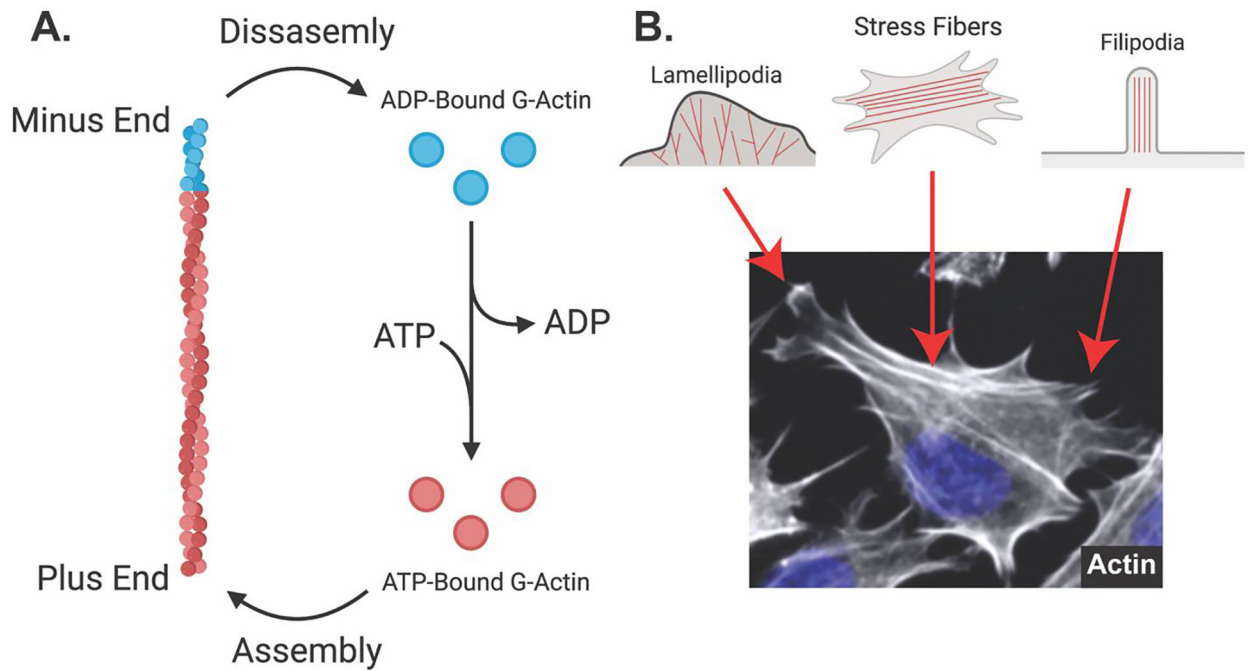 A.
Dissasemly
Minus End
ADP-Bound G-Actin
ATP
ADP
Plus End
ATP-Bound G-Actin
Assembly
B.
Lamellipodia
Stress Fibers
Filipodia
Actin